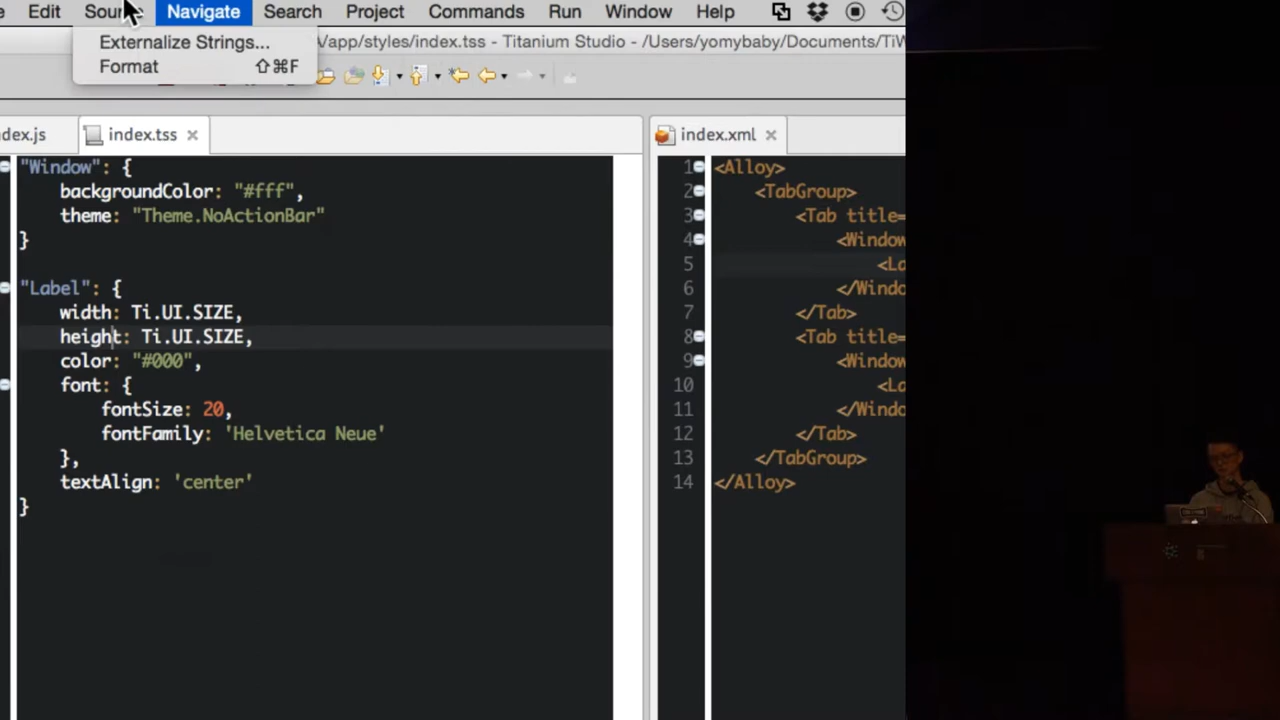 Edit Sou Navigate Search Project Commands Run Window Help
Externalize Strings...
Format ⇧⌘F
/app/styles/index.tss - Titanium Studio - /Users/yomybaby/Documents/TiW
dex.js
index.tss
"Window": {
backgroundColor: "#fff",
theme: "Theme.NoActionBar"
}
"Label": {
width: Ti.UI.SIZE,
height: Ti.UI.SIZE,
color: "#000",
font: {
fontSize: 20,
fontFamily: 'Helvetica Neue'
},
textAlign: 'center'
}
index.xml
1 <Alloy>
2 <TabGroup>
3 <Tab title=
4 <Window
5 <La
6 </Windo
7 </Tab>
8 <Tab title=
9 <Window
10 <La
11 </Windo
12 </Tab>
13 </TabGroup>
14 </Alloy>